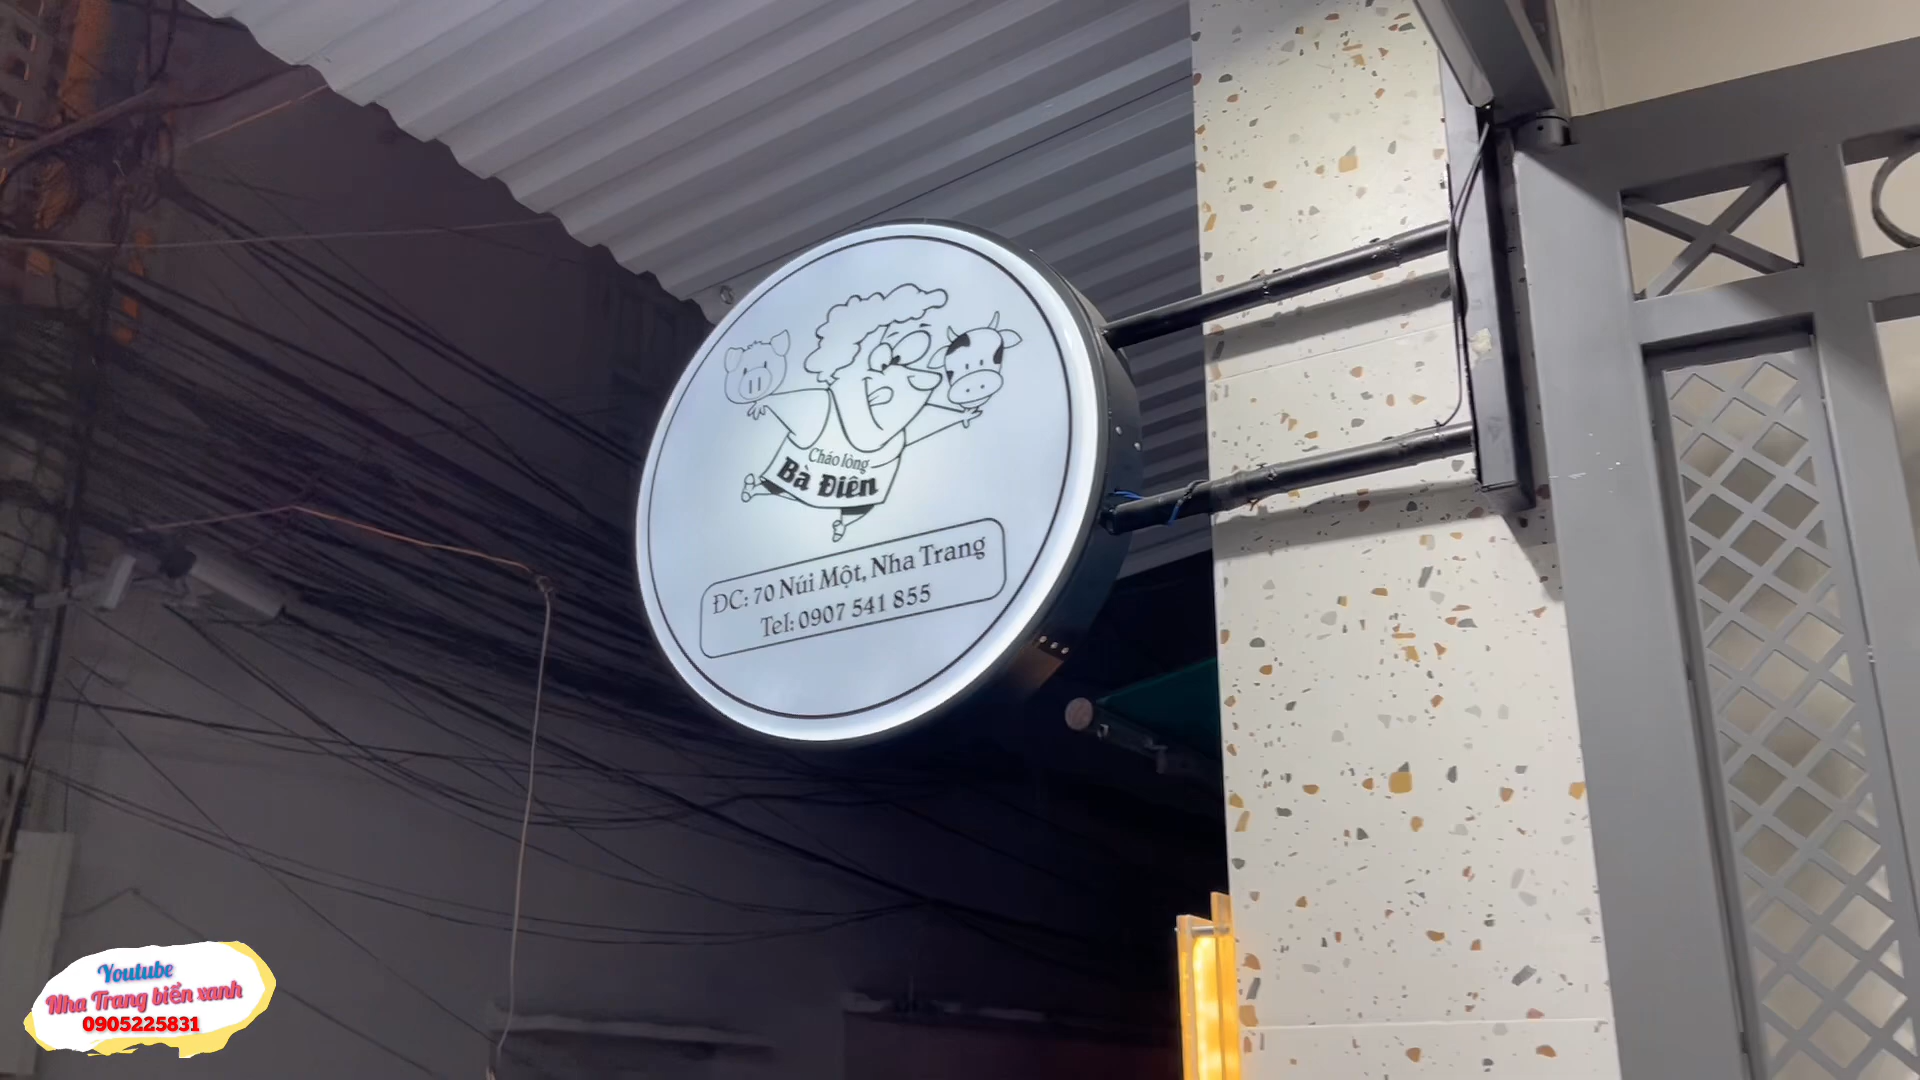 Cháo lòng
Bà Điên
ĐC: 70 Núi Một, Nha Trang
Tel: 0907 541 855
Youtube
Nha Trang biển xanh
0905225831